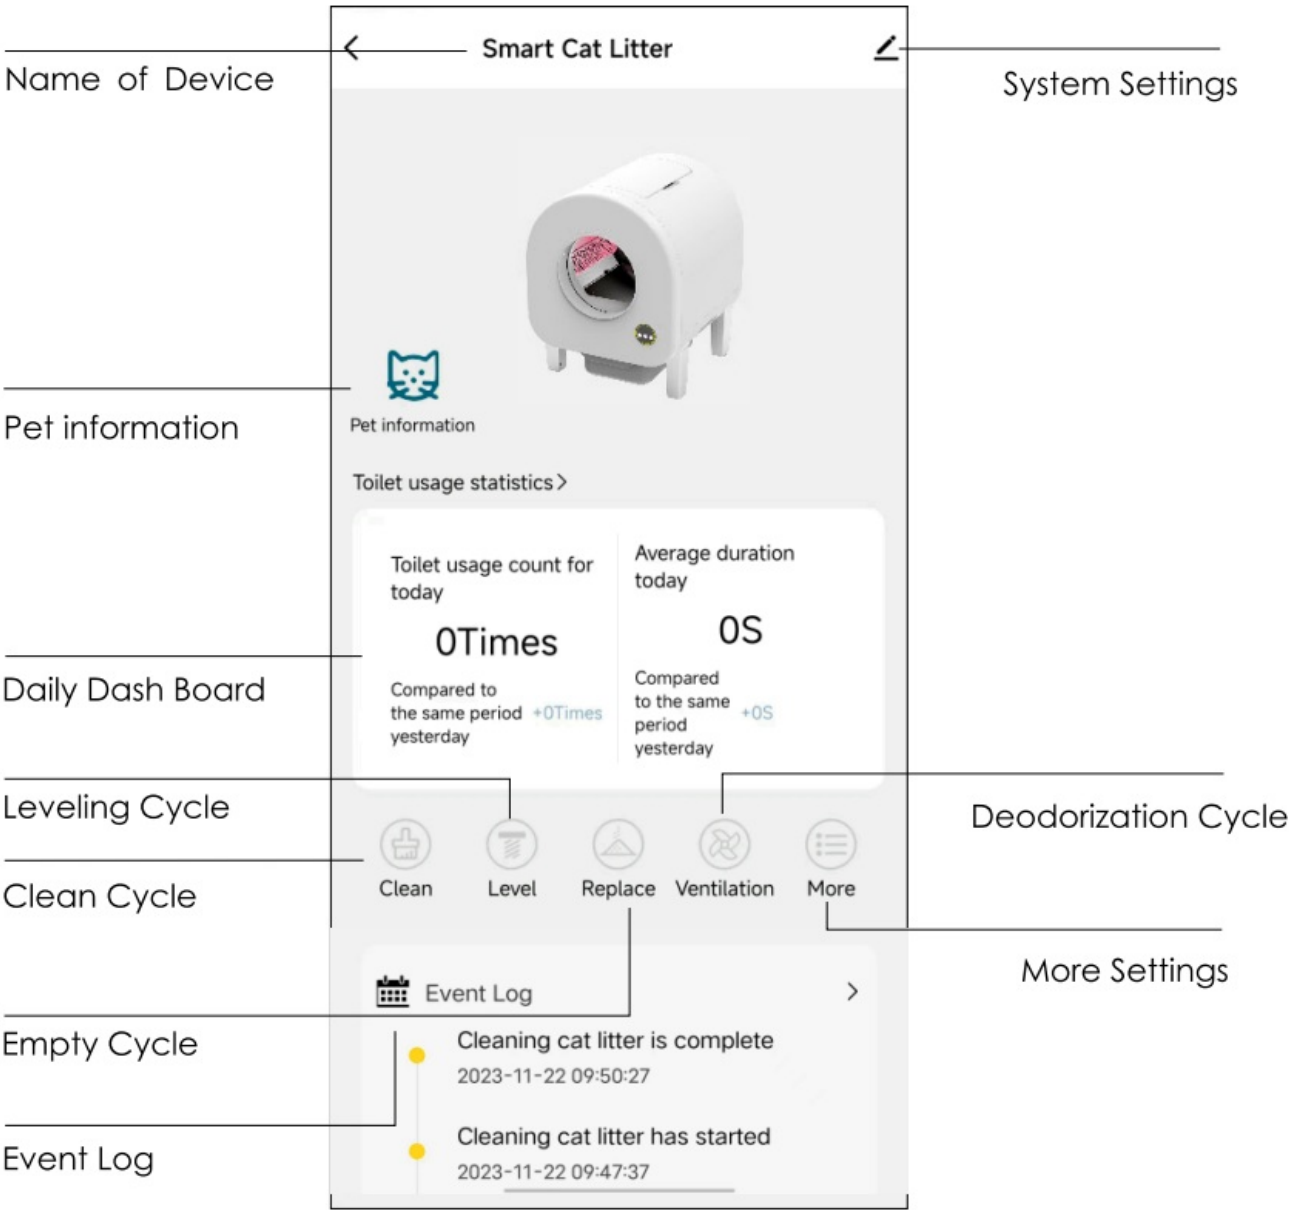 Smart Cat Litter
Name of Device
System Settings
Pet information
Pet information
Toilet usage statistics>
Toilet usage count for
today
0Times
Compared to
the same period +0Times
yesterday
Average duration
today
0S
Compared
to the same
period +0S
yesterday
Daily Dash Board
Leveling Cycle
Deodorization Cycle
Clean Cycle
Clean
Level
Replace
Ventilation
More
More Settings
Event Log
Empty Cycle
Cleaning cat litter is complete
2023-11-22 09:50:27
Event Log
Cleaning cat litter has started
2023-11-22 09:47:37